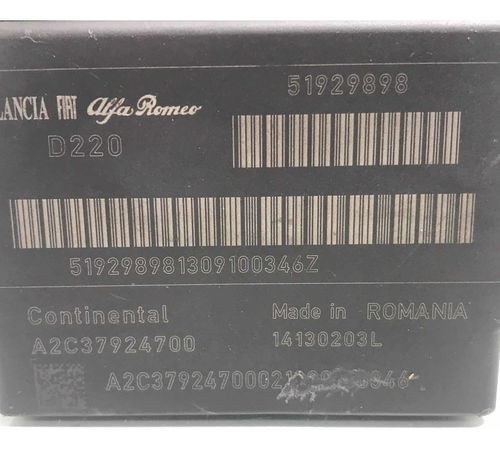 51929898
LANCIA FIAT Alfa Romeo
D220
519298981309100346Z
Continental Made in ROMANIA
A2C37924700 14130203L